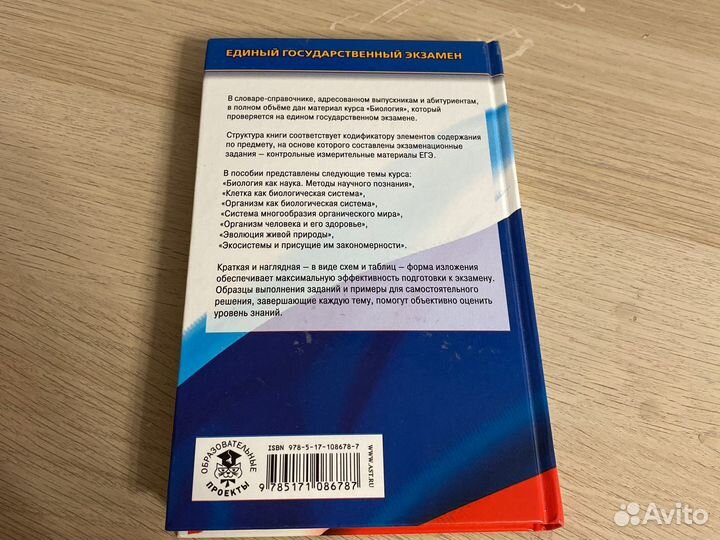 ЕДИНЫЙ ГОСУДАРСТВЕННЫЙ ЭКЗАМЕН
В словаре-справочнике, адресованном выпускникам и абитуриентам,
в полном объёме дан материал курса «Биология», который
проверяется на едином государственном экзамене.
Структура книги соответствует кодификатору элементов содержания
по предмету, на основе которого составлены экзаменационные
задания – контрольные измерительные материалы ЕГЭ.
В пособии представлены следующие темы курса:
«Биология как наука. Методы научного познания»,
«Клетка как биологическая система»,
«Организм как биологическая система»,
«Система многообразия органического мира»,
«Организм человека и его здоровье»,
«Эволюция живой природы»,
«Экосистемы и присущие им закономерности».
Краткая и наглядная – в виде схем и таблиц – форма изложения
обеспечивает максимальную эффективность подготовки к экзамену.
Образцы выполнения заданий и примеры для самостоятельного
решения, завершающие каждую тему, помогут объективно оценить
уровень знаний.
ОБРАЗОВАТЕЛЬНЫЕ
ПРОЕКТЫ
ISBN 978-5-17-108678-7
9 785171 086787
WWW.AST.RU
Avito